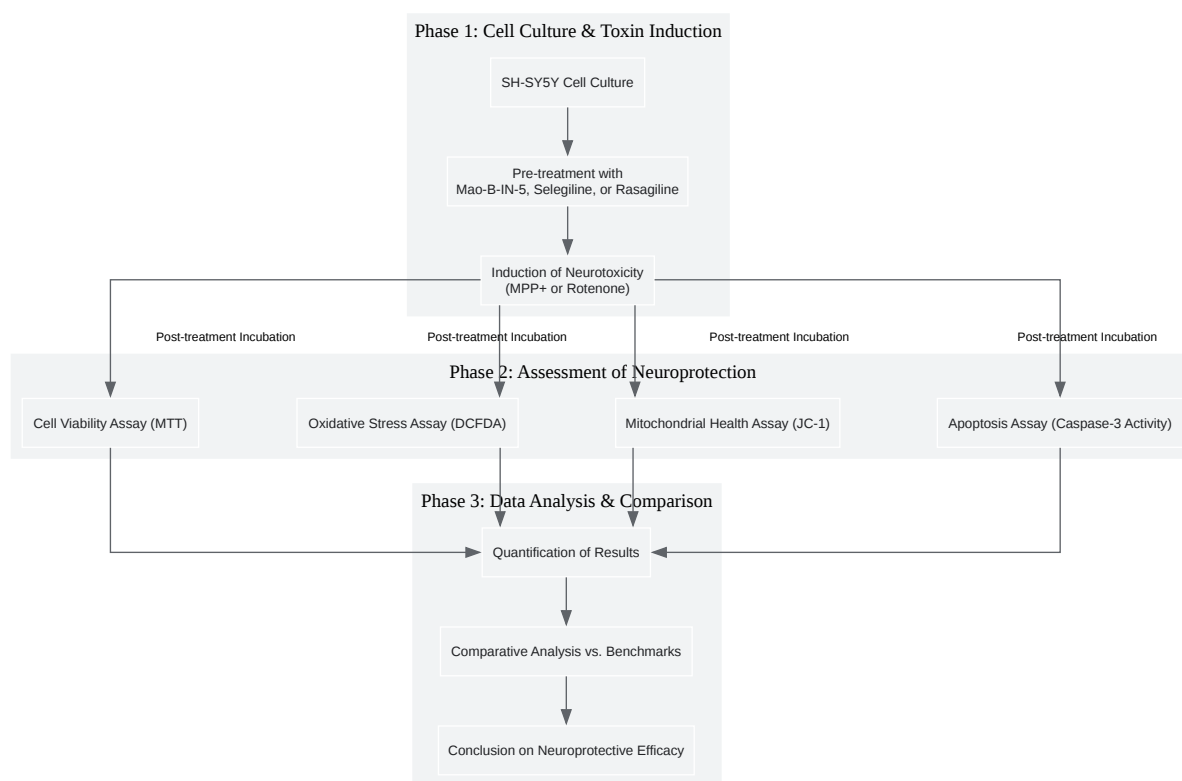 Phase 1: Cell Culture & Toxin Induction
SH-SY5Y Cell Culture
Pre-treatment with
Mao-B-IN-5, Selegiline, or Rasagiline
Induction of Neurotoxicity
(MPP+ or Rotenone)
Post-treatment Incubation
Post-treatment Incubation
Post-treatment Incubation
Post-treatment Incubation
Phase 2: Assessment of Neuroprotection
Cell Viability Assay (MTT)
Oxidative Stress Assay (DCFDA)
Mitochondrial Health Assay (JC-1)
Apoptosis Assay (Caspase-3 Activity)
Phase 3: Data Analysis & Comparison
Quantification of Results
Comparative Analysis vs. Benchmarks
Conclusion on Neuroprotective Efficacy